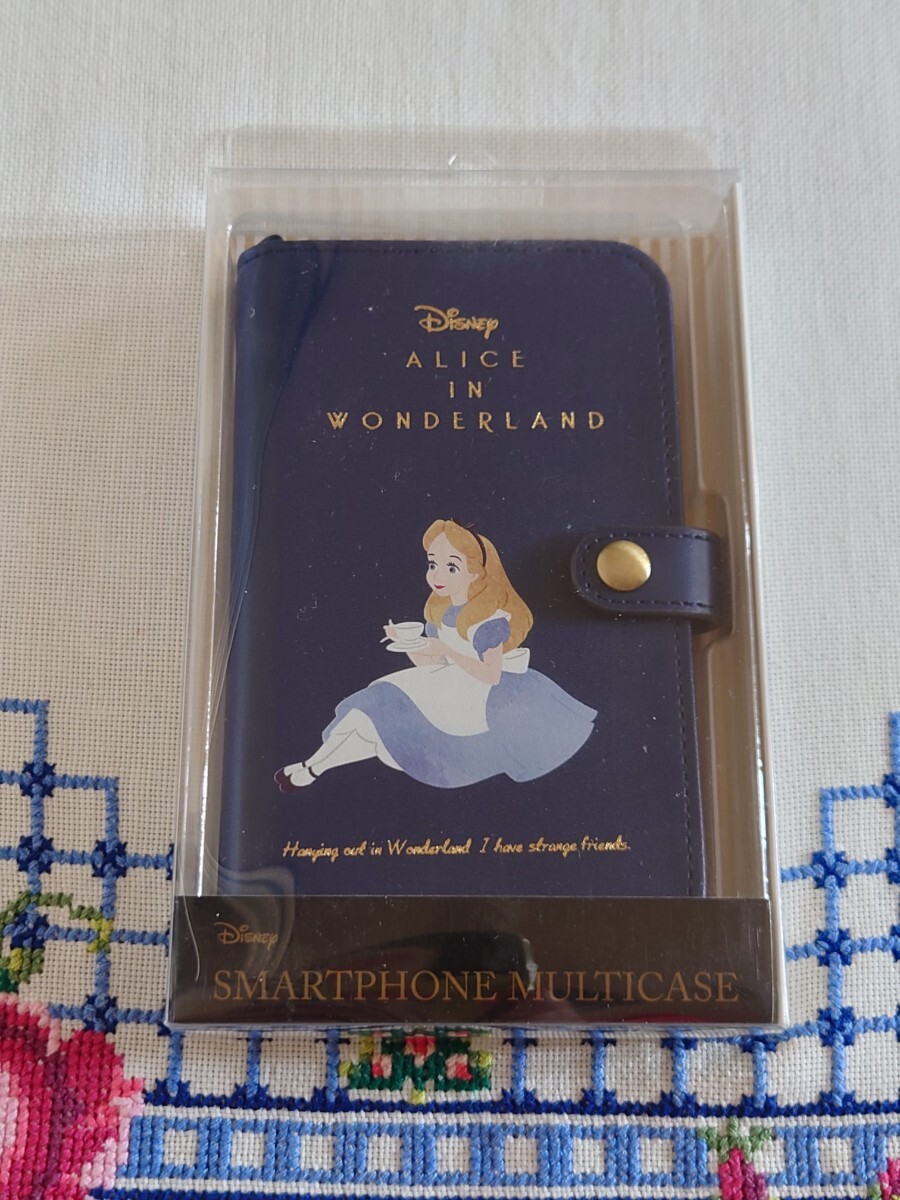 Disney
ALICE
IN
WONDERLAND
Hanging out in Wonderland I have strange friends.
Disney
SMARTPHONE MULTICASE